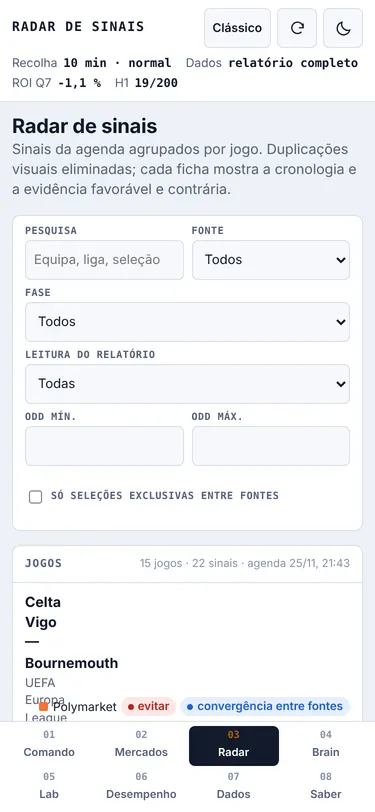 RADAR DE SINAIS
Clássico
Recolha 10 min · normal Dados relatório completo
ROI Q7 -1,1 % H1 19/200
Radar de sinais
Sinais da agenda agrupados por jogo. Duplicações
visuais eliminadas; cada ficha mostra a cronologia e
a evidência favorável e contrária.
PESQUISA FONTE
Equipa, liga, seleção Todos
FASE
Todos
LEITURA DO RELATÓRIO
Todas
ODD MÍN. ODD MÁX.
SÓ SELEÇÕES EXCLUSIVAS ENTRE FONTES
JOGOS 15 jogos · 22 sinais · agenda 25/11, 21:43
Celta
Vigo
—
Bournemouth
UEFA
Europa
Polymarket evitar convergência entre fontes
League
01 02 03 04
Comando Mercados Radar Brain
05 06 07 08
Lab Desempenho Dados Saber